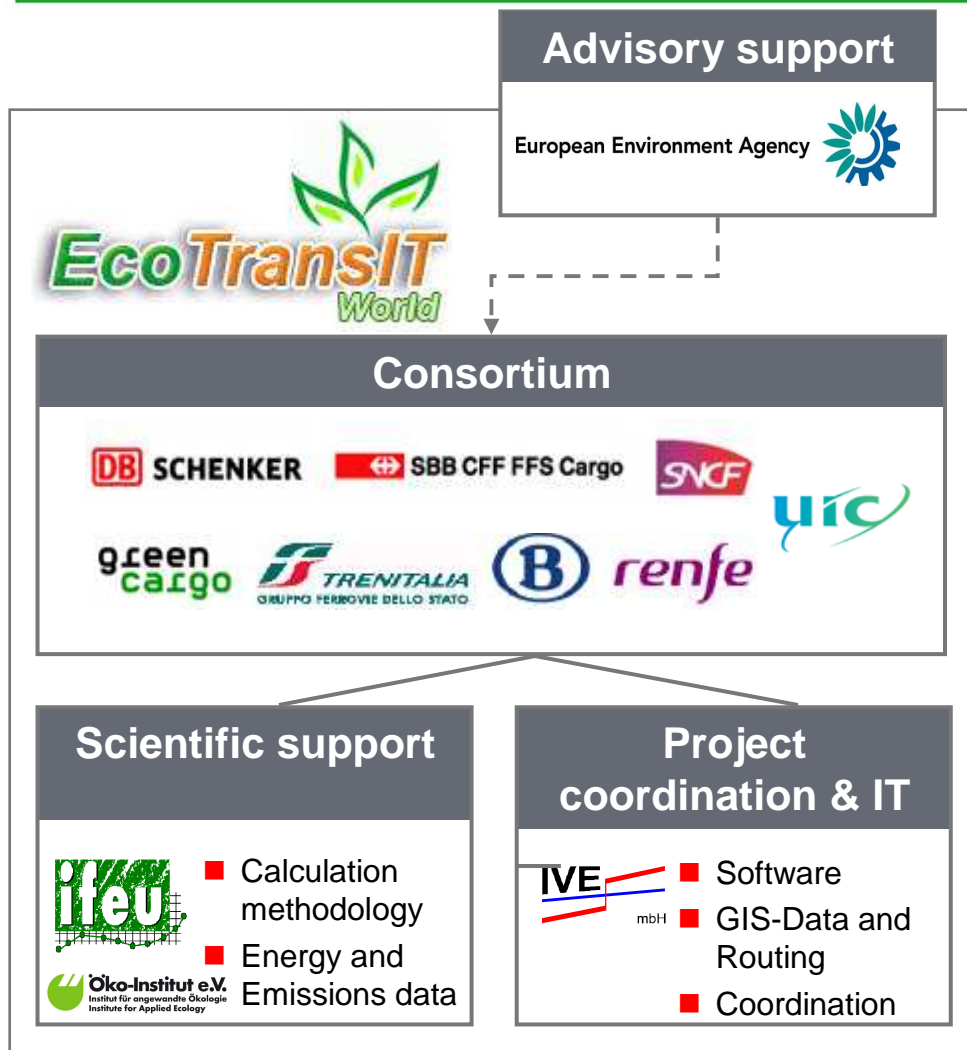 Advisory support
European Environment Agency
EcoTransIT
World
Consortium
DB SCHENKER
SBB CFF FFS Cargo
SNCF
uic
green
cargo
TRENITALIA
GRUPPO FERROVIE DELLO STATO
B
renfe
Scientific support
ifeu
Calculation
methodology
Energy and
Emissions data
Öko-Institut e.V.
Institut für angewandte Ökologie
Institute for Applied Ecology
Project
coordination & IT
IVE
mbH
Software
GIS-Data and
Routing
Coordination